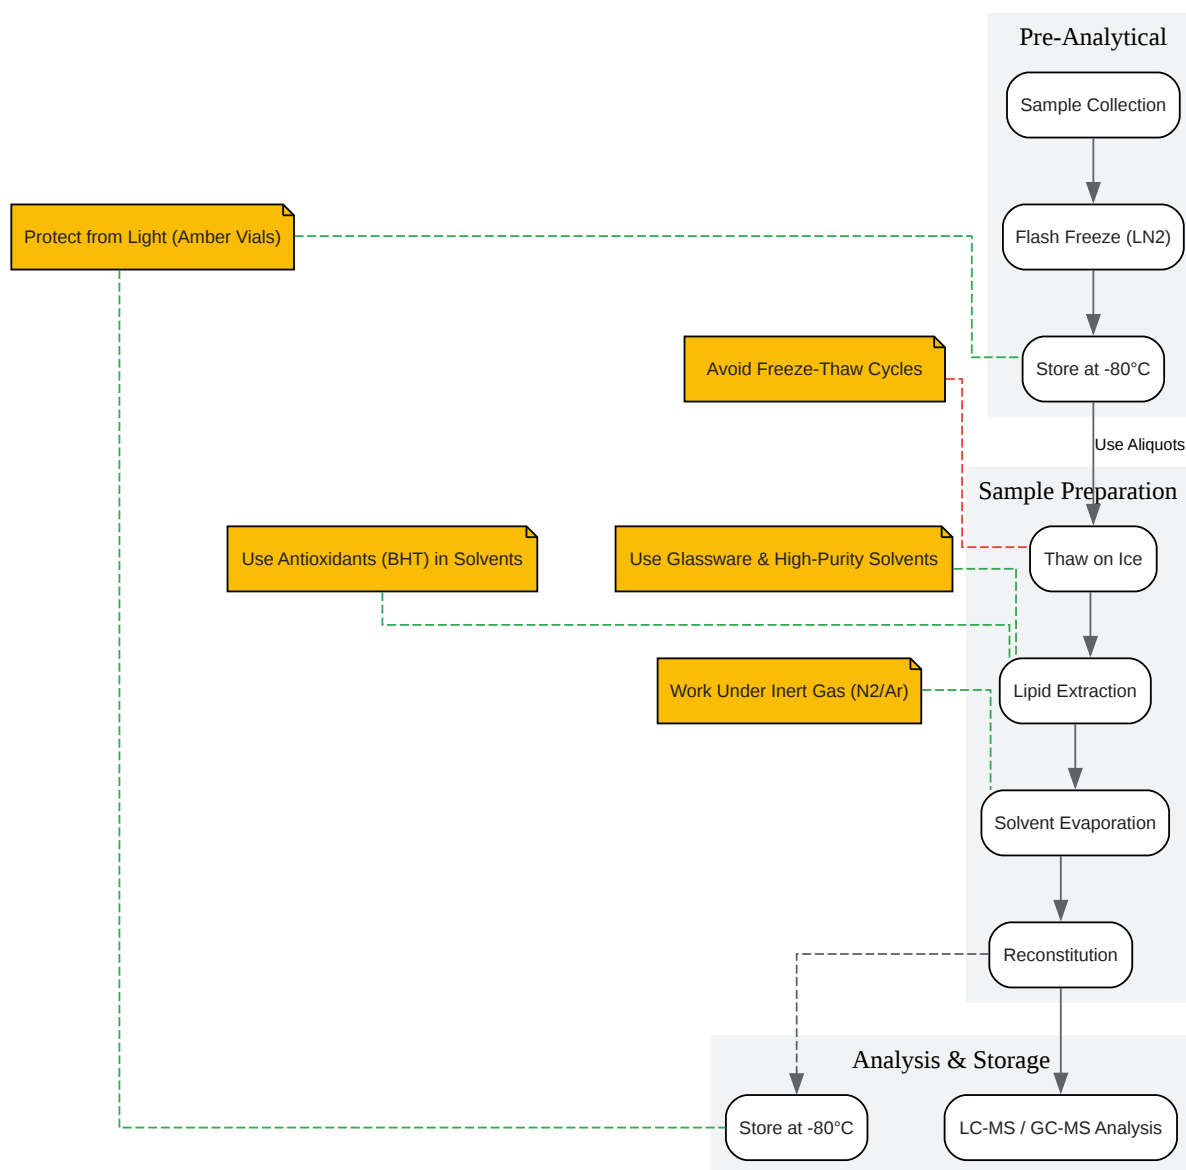 Pre-Analytical
Sample Collection
Protect from Light (Amber Vials)
Flash Freeze (LN2)
Avoid Freeze-Thaw Cycles
Store at -80°C
Use Aliquots
Sample Preparation
Use Antioxidants (BHT) in Solvents
Use Glassware & High-Purity Solvents
Thaw on Ice
Work Under Inert Gas (N2/Ar)
Lipid Extraction
Solvent Evaporation
Reconstitution
Analysis & Storage
Store at -80°C
LC-MS / GC-MS Analysis